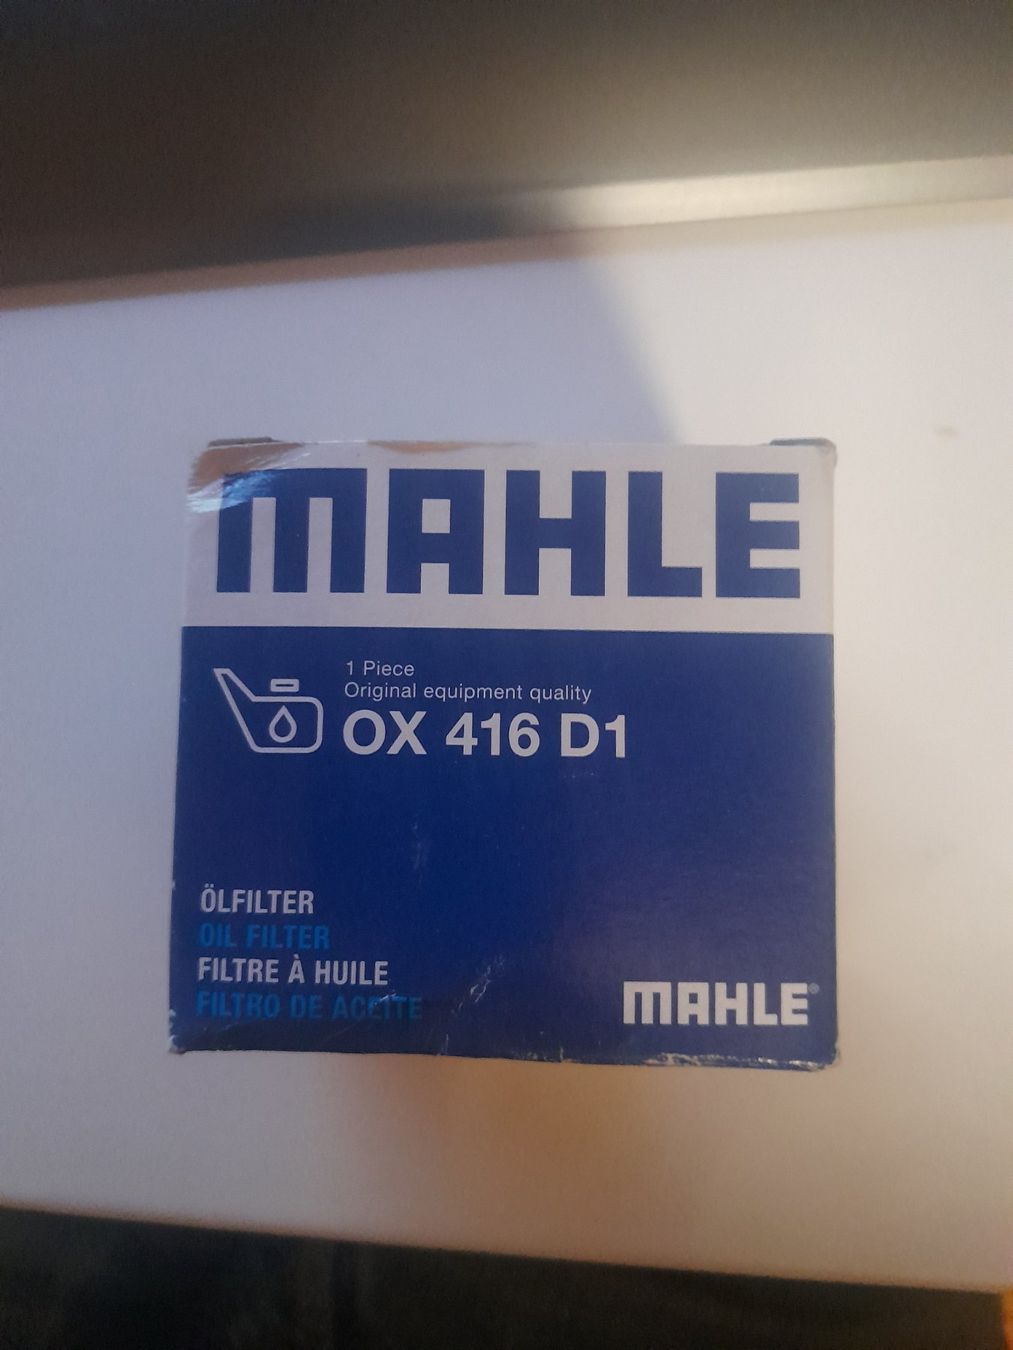 MAHLE
1 Piece
Original equipment quality
OX 416 D1
ÖLFILTER
OIL FILTER
FILTRE À HUILE
FILTRO DE ACEITE
MAHLE®